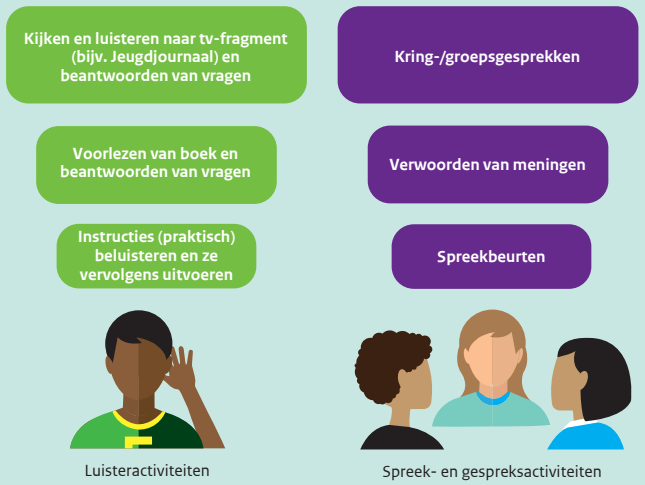 Kijken en luisteren naar tv-fragment
(bijv. Jeugdjournaal) en
beantwoorden van vragen
Voorlezen van boek en
beantwoorden van vragen
Instructies (praktisch)
beluisteren en ze
vervolgens uitvoeren
Luisteractiviteiten
Kring-/groepsgesprekken
Verwoorden van meningen
Spreekbeurten
Spreek- en gespreksactiviteiten